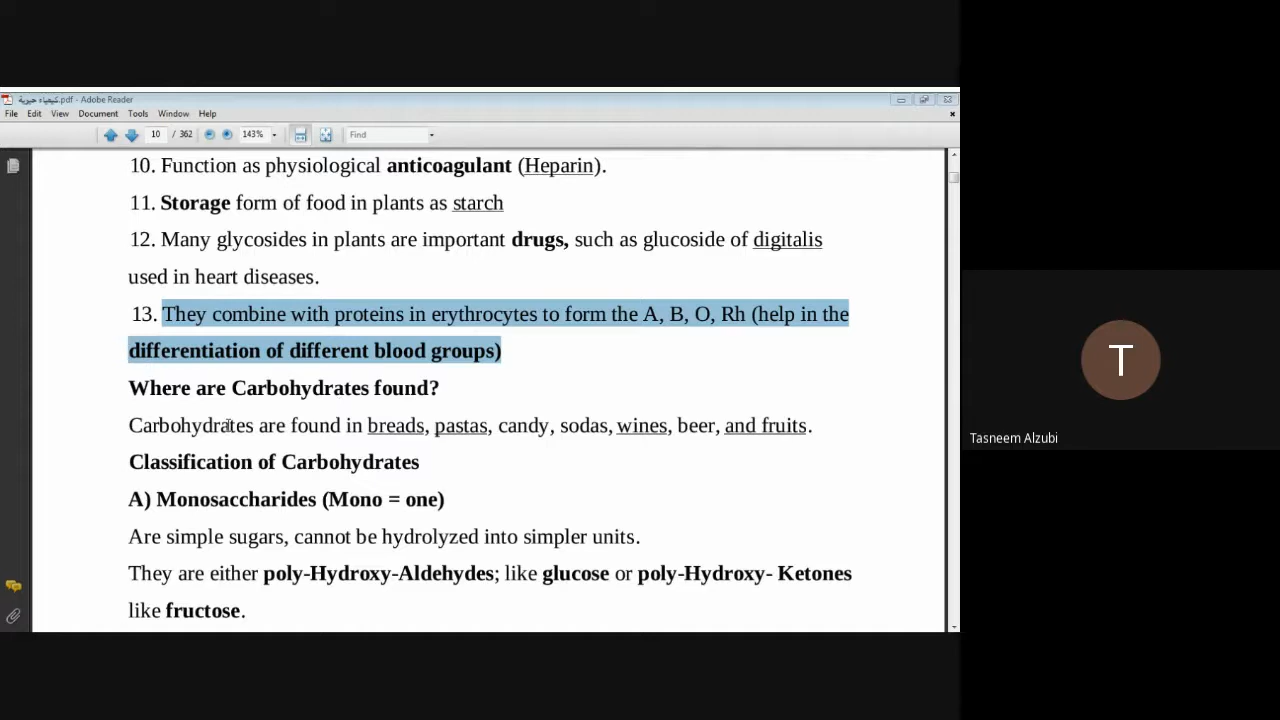 شيمياء حيوية.pdf - Adobe Reader
File Edit View Document Tools Window Help
10 / 362 143% Find
10. Function as physiological anticoagulant (Heparin).
11. Storage form of food in plants as starch
12. Many glycosides in plants are important drugs, such as glucoside of digitalis
used in heart diseases.
13. They combine with proteins in erythrocytes to form the A, B, O, Rh (help in the
differentiation of different blood groups)
Where are Carbohydrates found?
Carbohydrates are found in breads, pastas, candy, sodas, wines, beer, and fruits.
Classification of Carbohydrates
A) Monosaccharides (Mono = one)
Are simple sugars, cannot be hydrolyzed into simpler units.
They are either poly-Hydroxy-Aldehydes; like glucose or poly-Hydroxy- Ketones
like fructose.
T
Tasneem Alzubi